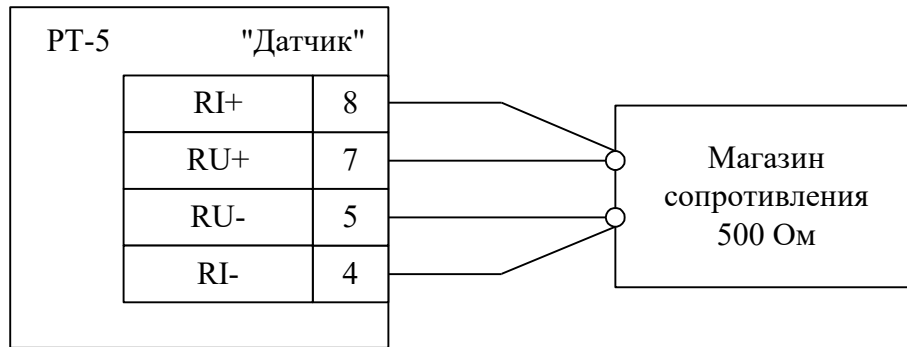 РТ-5 "Датчик"
RI+ 8
RU+ 7
RU- 5
RI- 4
Магазин
сопротивления
500 Ом